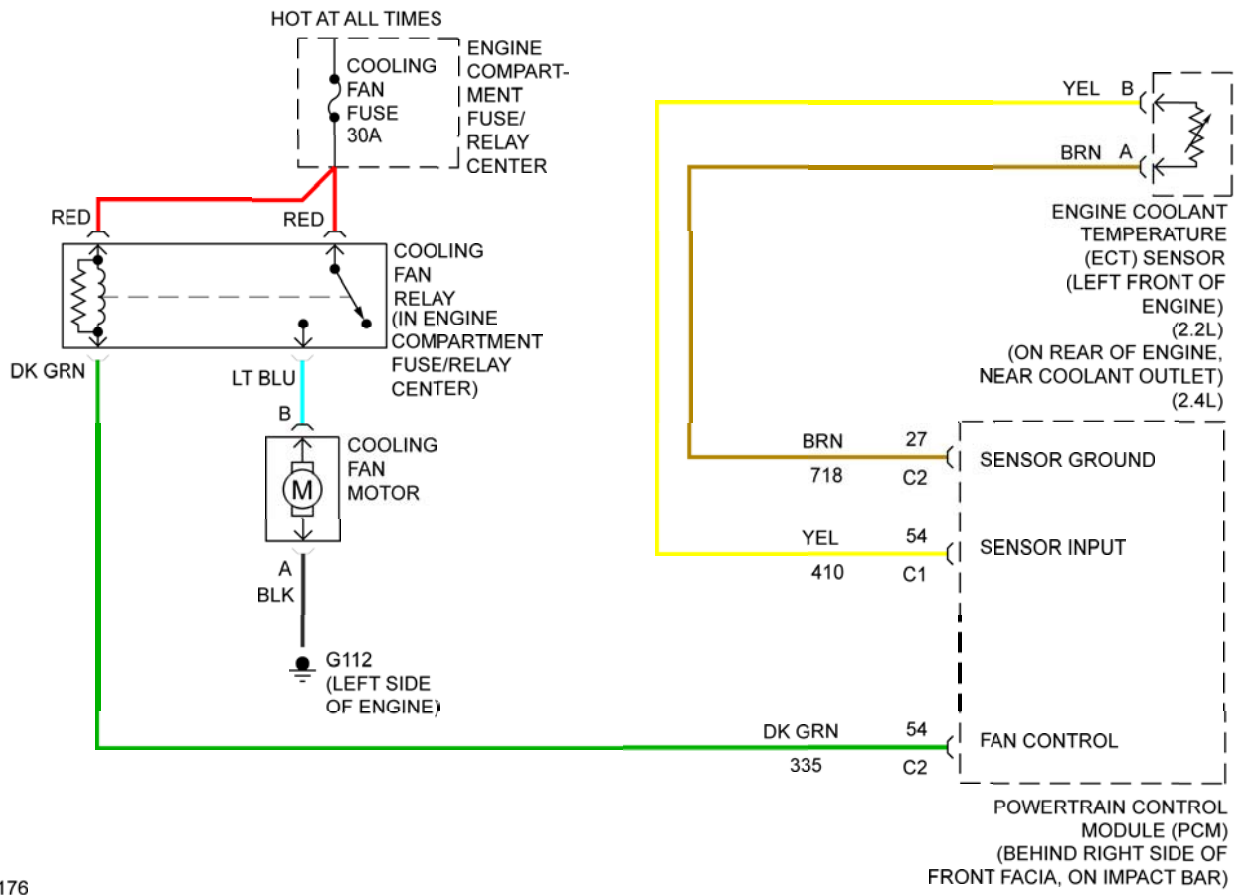 HOT AT ALL TIMES
COOLING
FAN
FUSE
30A
ENGINE
COMPART-
MENT
FUSE/
RELAY
CENTER
RED
RED
COOLING
FAN
RELAY
(IN ENGINE
COMPARTMENT
FUSE/RELAY
CENTER)
DK GRN
LT BLU
B
COOLING
FAN
MOTOR
M
A
BLK
G112
(LEFT SIDE
OF ENGINE)
YEL B
BRN A
ENGINE COOLANT
TEMPERATURE
(ECT) SENSOR
(LEFT FRONT OF
ENGINE)
(2.2L)
(ON REAR OF ENGINE,
NEAR COOLANT OUTLET)
(2.4L)
BRN 27
718 C2
SENSOR GROUND
YEL 54
410 C1
SENSOR INPUT
DK GRN 54
335 C2
FAN CONTROL
POWERTRAIN CONTROL
MODULE (PCM)
(BEHIND RIGHT SIDE OF
FRONT FACIA, ON IMPACT BAR)
176